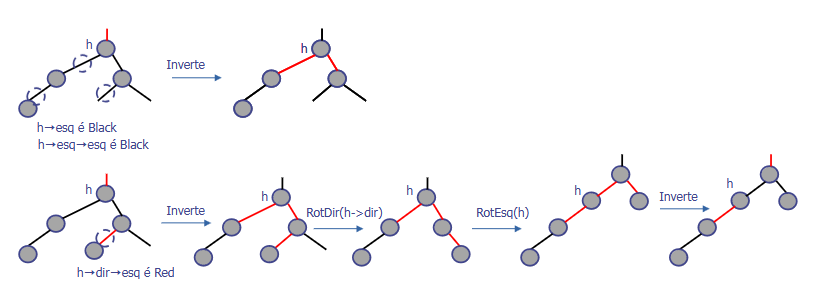 h
h
Inverte
h→esq é Black
h→esq→esq é Black
h
h
h
h
h
Inverte
RotDir(h->dir)
RotEsq(h)
Inverte
h→dir→esq é Red